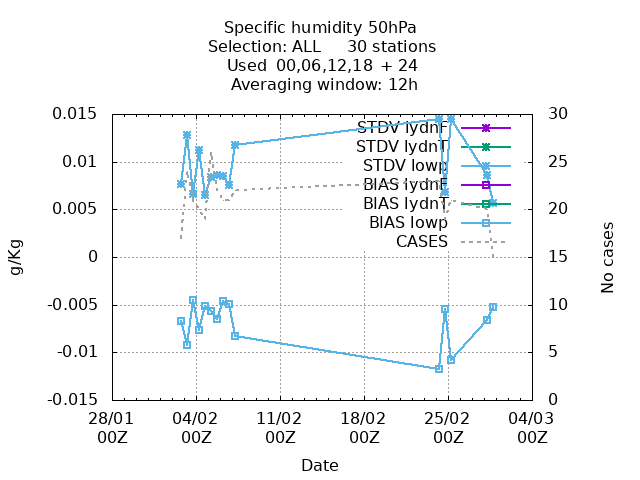 Specific humidity 50hPa
Selection: ALL 30 stations
Used 00,06,12,18 + 24
Averaging window: 12h
0.015
0.01
0.005
0
-0.005
-0.01
-0.015
g/Kg
30
25
20
15
10
5
0
No cases
STDV lydnF
STDV lydnT
STDV lowp
BIAS lydnF
BIAS lydnT
BIAS lowp
CASES
28/01 04/02 11/02 18/02 25/02 04/03
00Z 00Z 00Z 00Z 00Z 00Z
Date